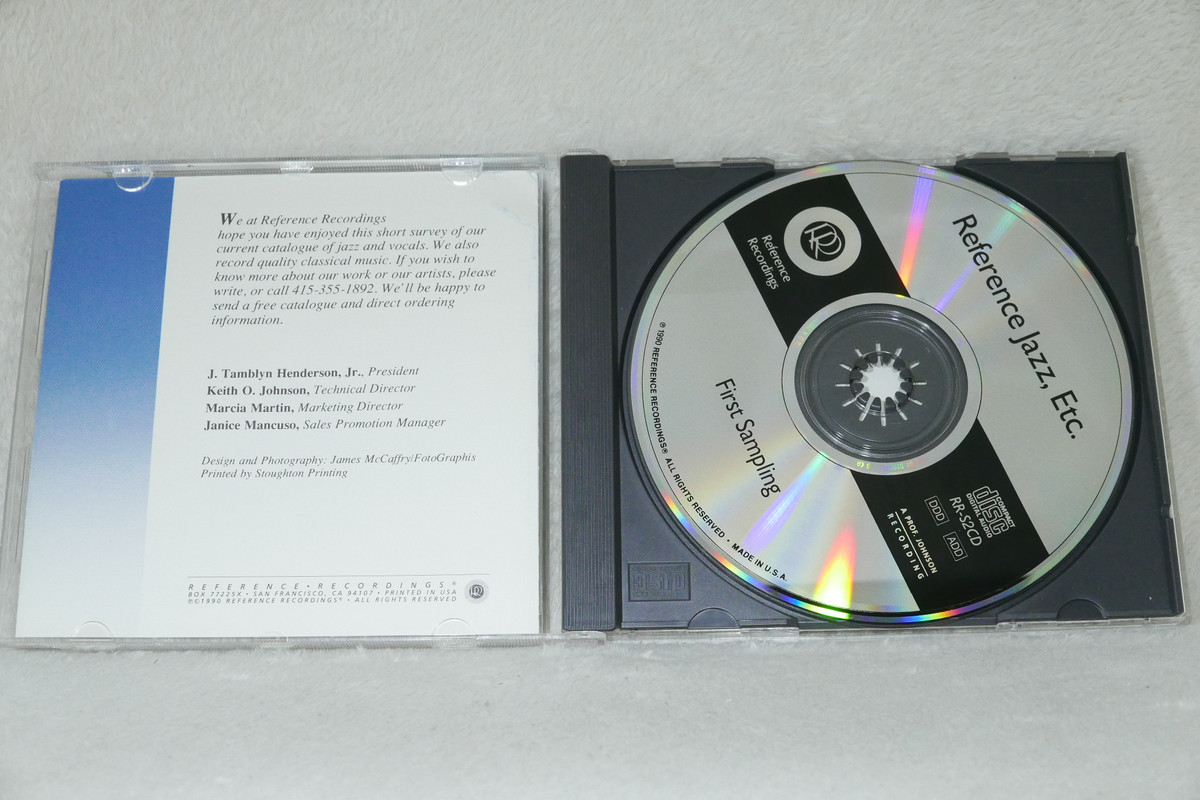 We at Reference Recordings
hope you have enjoyed this short survey of our
current catalogue of jazz and vocals. We also
record quality classical music. If you wish to
know more about our work or our artists, please
write, or call 415-355-1892. We'll be happy to
send a free catalogue and direct ordering
information.
J. Tamblyn Henderson, Jr., President
Keith O. Johnson, Technical Director
Marcia Martin, Marketing Director
Janice Mancuso, Sales Promotion Manager
Design and Photography: James McCaffry/FotoGraphis
Printed by Stoughton Printing
REFERENCE • RECORDINGS®
BOX 77225X • SAN FRANCISCO, CA 94107 • PRINTED IN USA
℗©1990 REFERENCE RECORDINGS® • ALL RIGHTS RESERVED
RR
Reference
Recordings
Reference Jazz, Etc.
First Sampling
℗ 1990 REFERENCE RECORDINGS® ALL RIGHTS RESERVED • MADE IN U.S.A.
COMPACT
disc
DIGITAL AUDIO
RR-S2CD
DDD
ADD
A PROF. JOHNSON
RECORDING